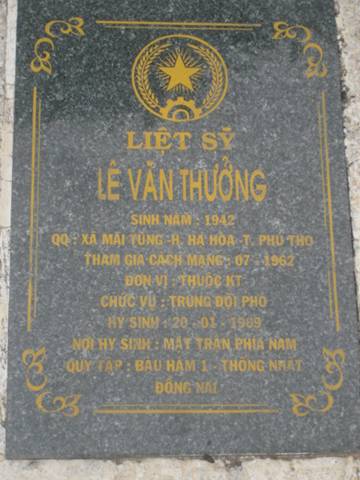 LIỆT SỸ
LÊ VĂN THƯỞNG
SINH NĂM : 1942
QQ : XÃ MAI TÙNG -H. HẠ HÒA -T. PHÚ THỌ
THAM GIA CÁCH MẠNG : 07 - 1962
ĐƠN VỊ : THUỘC KT
CHỨC VỤ : TRUNG ĐỘI PHÓ
HY SINH : 20 - 01 - 1969
NƠI HY SINH : MẶT TRẬN PHÍA NAM
QUY TẬP : BÀU HÀM 1 - THỐNG NHẤT
ĐỒNG NAI